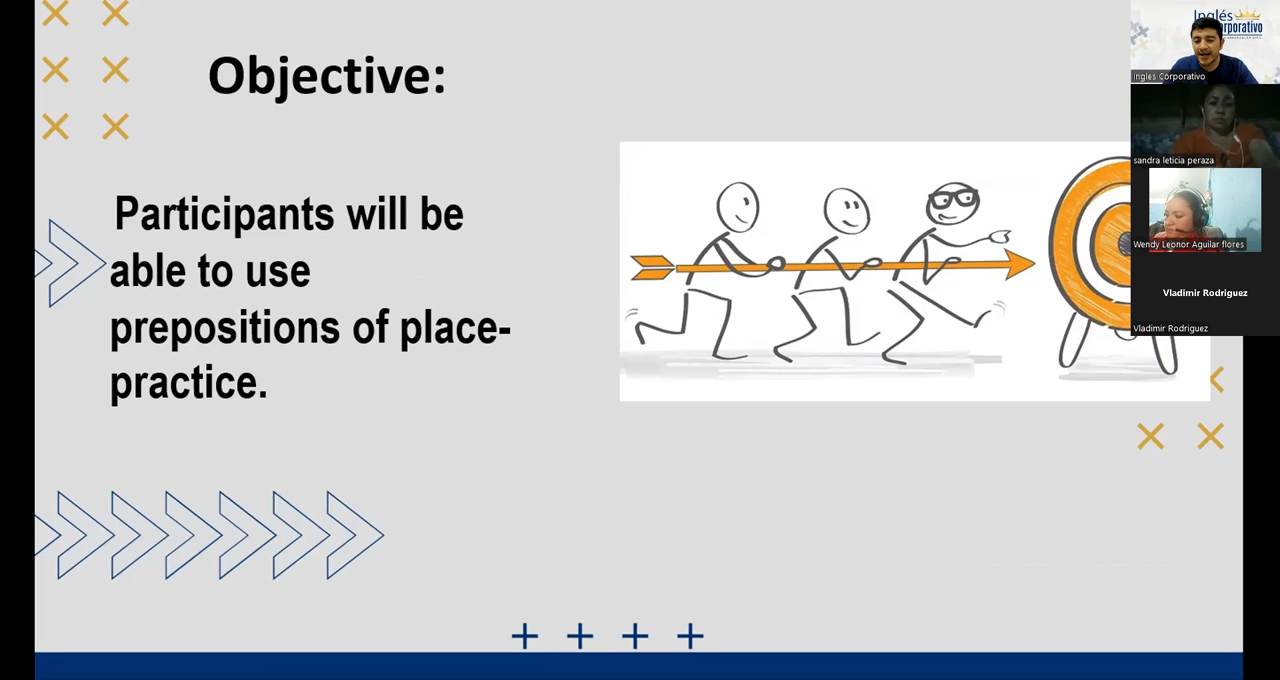 Objective:
Participants will be
able to use
prepositions of place-
practice.
Inglés
orporativo
Ingles Corporativo
sandra leticia peraza
Wendy Leonor Aguilar flores
Vladimir Rodriguez
Vladimir Rodriguez